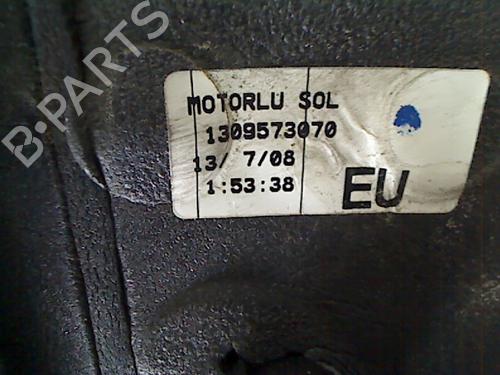 B-PARTS
MOTORLU SOL
1309573070
13/ 7/08
1:53:38
EU